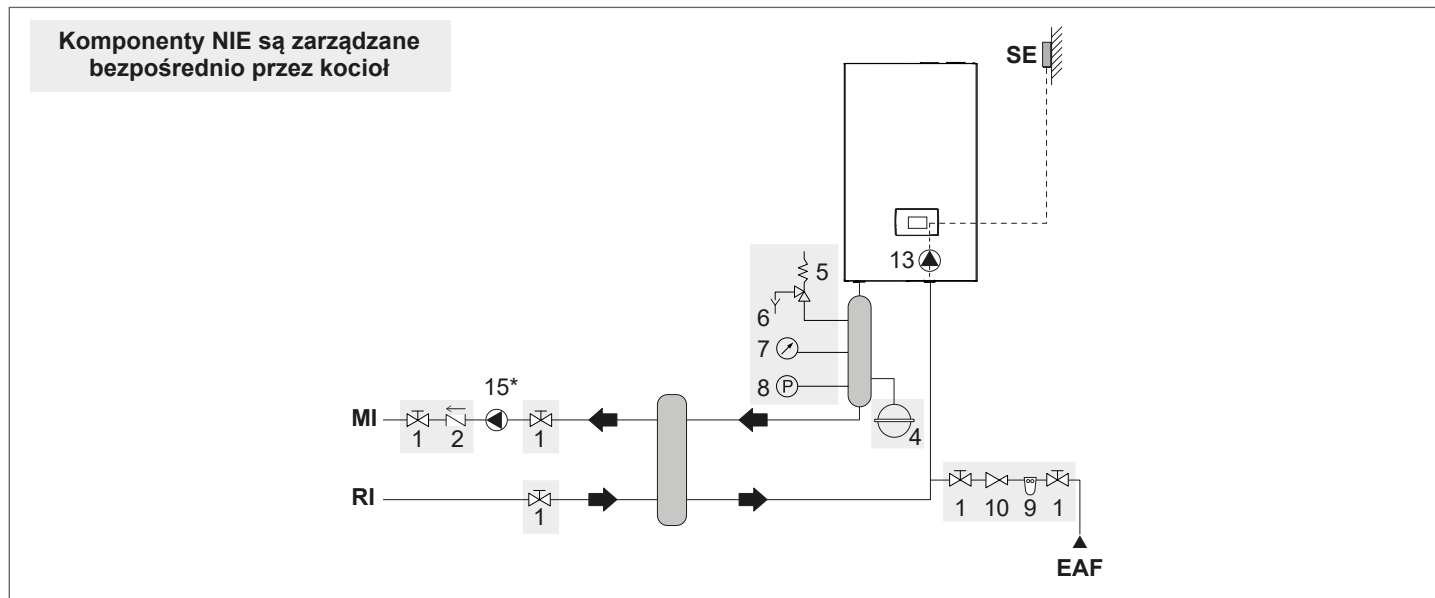 Komponenty NIE są zarządzane
bezpośrednio przez kocioł
SE
13
5
6
7
8
P
15*
MI
1
2
1
4
RI
1
1
10
9
1
EAF